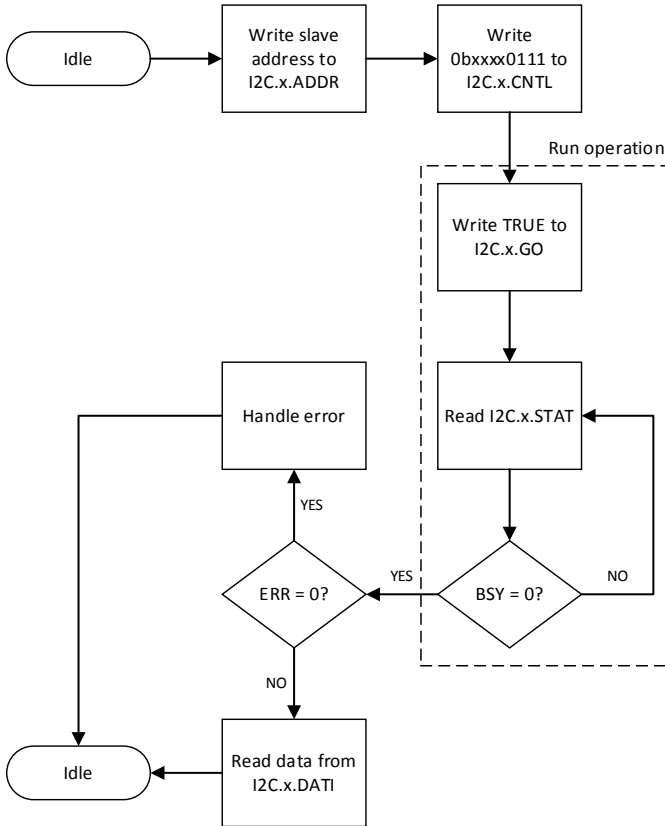 Idle
Write slave
address to
I2C.x.ADDR
Write
0bxxxx0111 to
I2C.x.CNTL
Run operation
Write TRUE to
I2C.x.GO
Handle error
Read I2C.x.STAT
YES
ERR = 0?
YES
BSY = 0?
NO
NO
Idle
Read data from
I2C.x.DATI